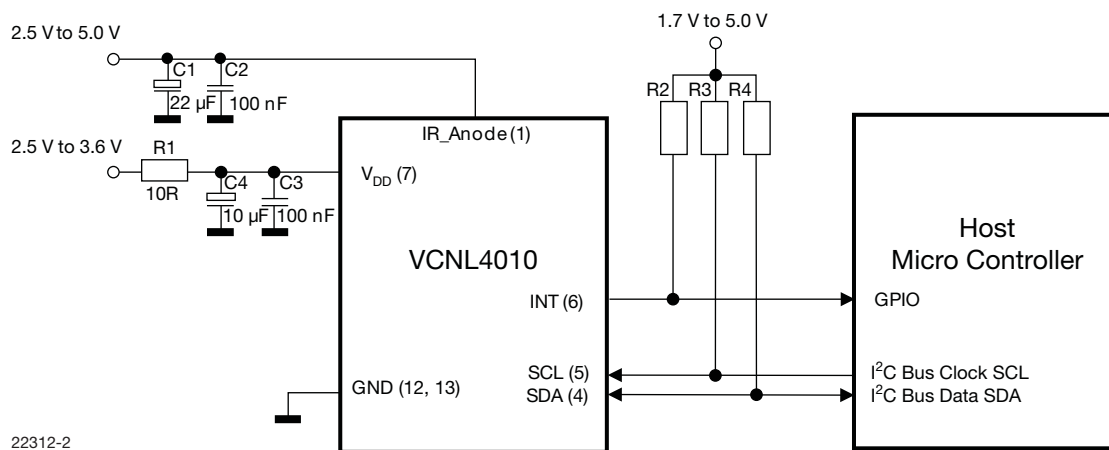 2.5 V to 5.0 V
C1
C2
22 µF
100 nF
1.7 V to 5.0 V
R2
R3
R4
IR_Anode (1)
2.5 V to 3.6 V
R1
10R
C4
C3
10 µF
100 nF
VDD (7)
VCNL4010
Host
Micro Controller
INT (6)
GPIO
GND (12, 13)
SCL (5)
SDA (4)
I²C Bus Clock SCL
I²C Bus Data SDA
22312-2